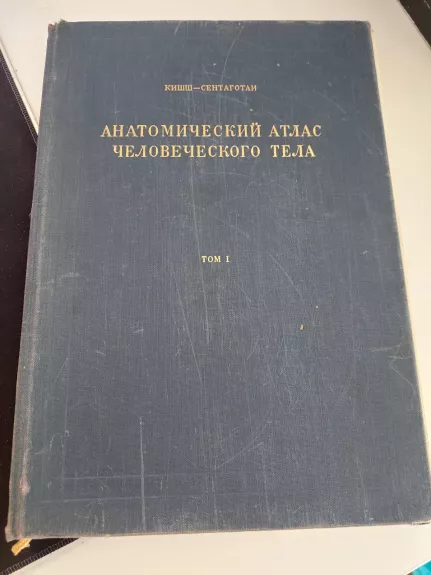 КИШШ—СЕНТАГОТАИ
АНАТОМИЧЕСКИЙ АТЛАС
ЧЕЛОВЕЧЕСКОГО ТЕЛА
ТОМ I